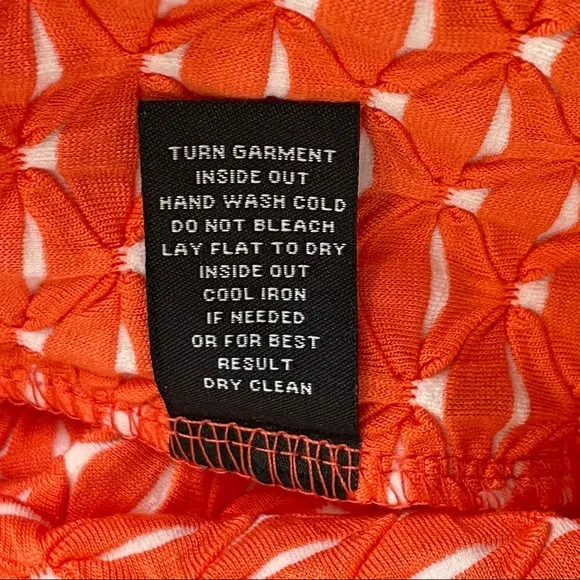 TURN GARMENT
INSIDE OUT
HAND WASH COLD
DO NOT BLEACH
LAY FLAT TO DRY
INSIDE OUT
COOL IRON
IF NEEDED
OR FOR BEST
RESULT
DRY CLEAN